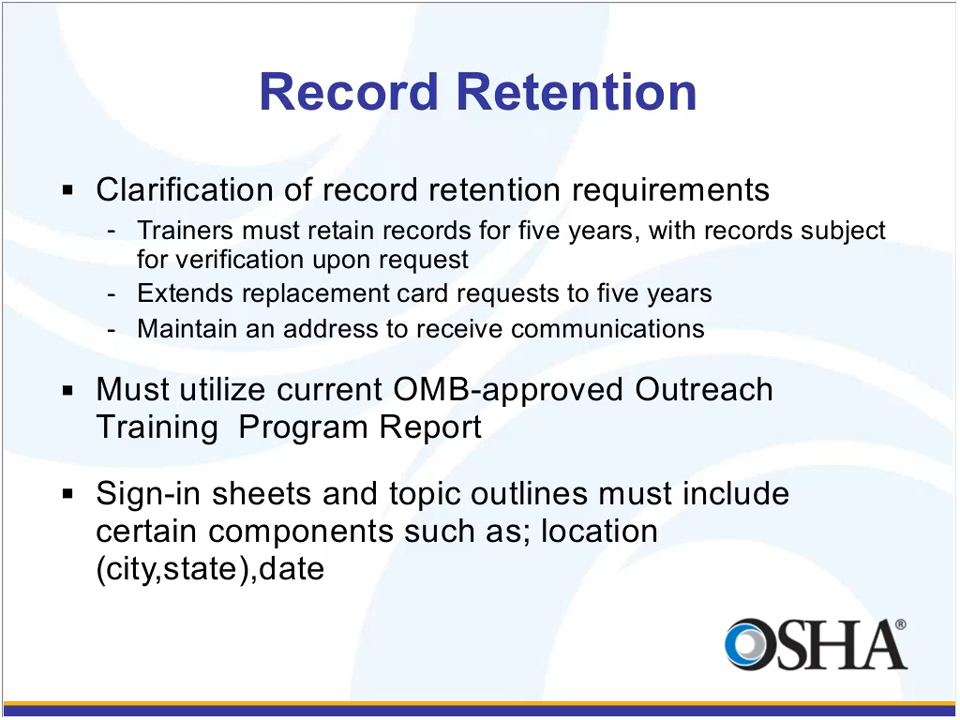 Record Retention
▪ Clarification of record retention requirements
- Trainers must retain records for five years, with records subject
for verification upon request
- Extends replacement card requests to five years
- Maintain an address to receive communications
▪ Must utilize current OMB-approved Outreach
Training  Program Report
▪ Sign-in sheets and topic outlines must include
certain components such as; location
(city,state),date
OSHA®